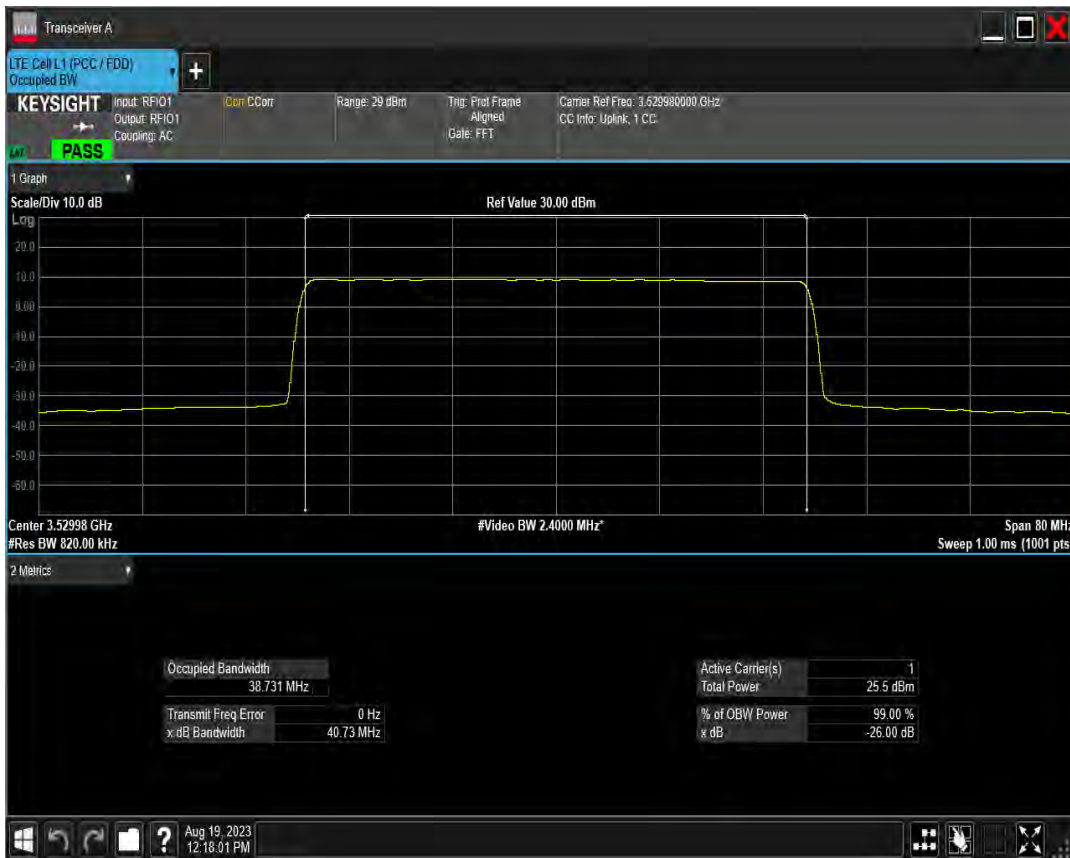 Transceiver A
LTE Cell L1 (PCC / FDD)
Occupied BW
+
KEYSIGHT
Input: RFIO1
Output: RFIO1
Coupling: AC
Corr CCorr
Range: 29 dBm
Trig: Prot Frame
Aligned
Gate: FFT
Carrier Ref Freq: 3.529980000 GHz
CC Info: Uplink, 1 CC
PASS
1 Graph
Scale/Div 10.0 dB
Ref Value 30.00 dBm
Log
20.0
10.0
0.00
-10.0
-20.0
-30.0
-40.0
-50.0
-60.0
Center 3.52998 GHz
#Video BW 2.4000 MHz*
Span 80 MHz
#Res BW 820.00 kHz
Sweep 1.00 ms (1001 pts
2 Metrics
Occupied Bandwidth
38.731 MHz
Active Carrier(s) 1
Total Power 25.5 dBm
Transmit Freq Error 0 Hz
x dB Bandwidth 40.73 MHz
% of OBW Power 99.00 %
x dB -26.00 dB
?
Aug 19, 2023
12:18:01 PM